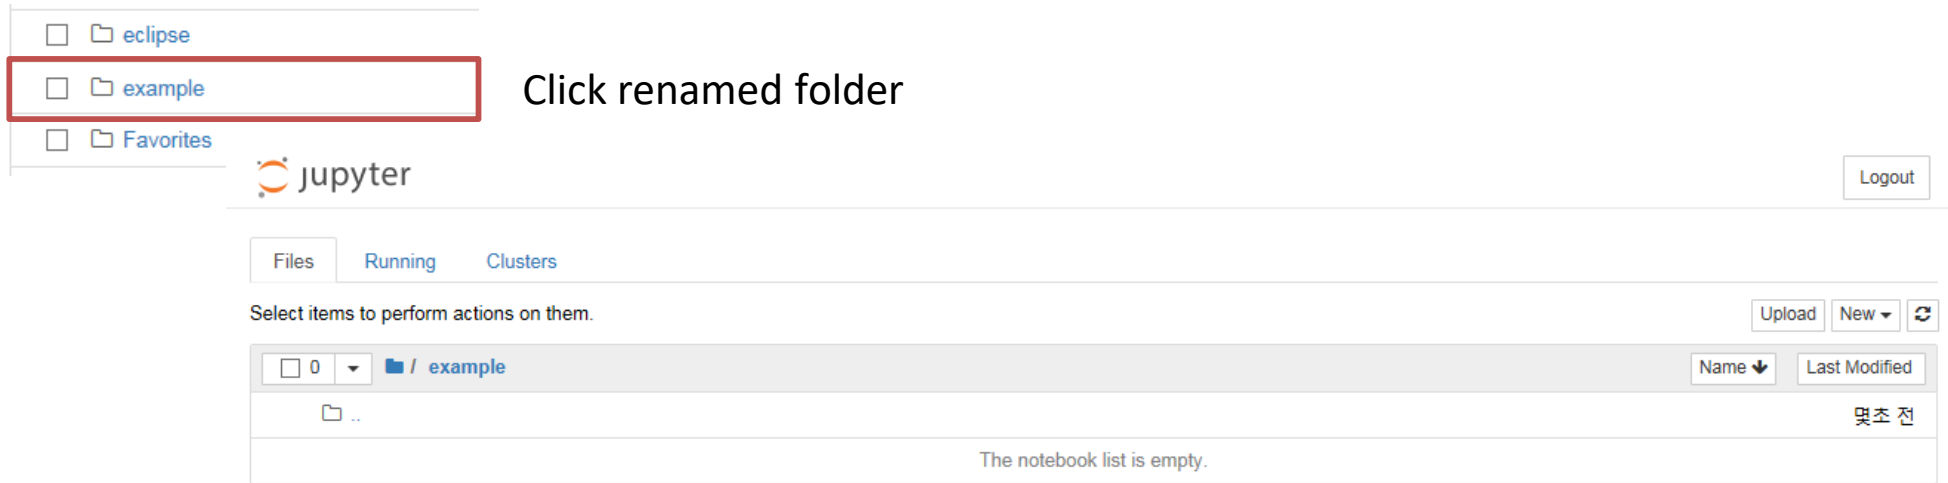 eclipse
example
Click renamed folder
Favorites
jupyter
Logout
Files Running Clusters
Select items to perform actions on them.
Upload New
0 / example Name Last Modified
..
몇초 전
The notebook list is empty.